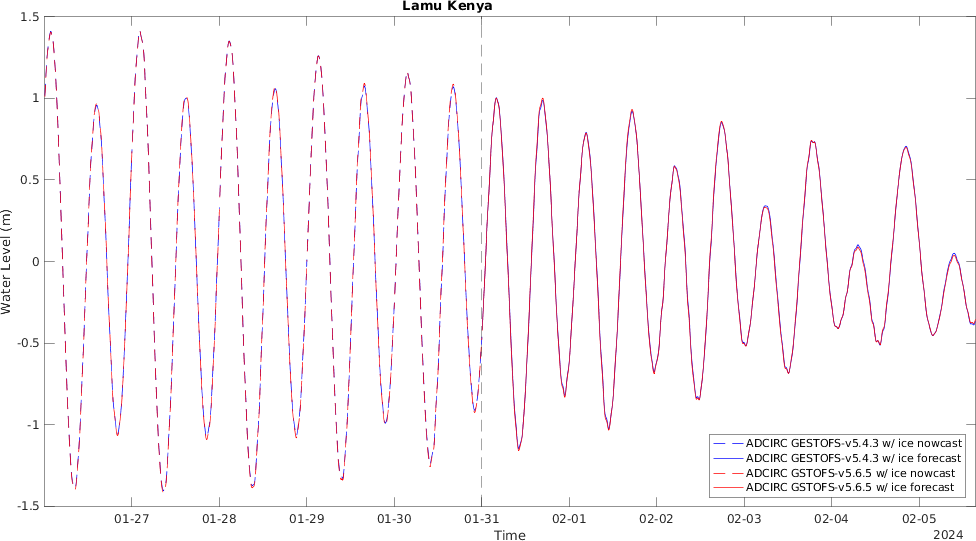 Lamu Kenya
1.5
1
0.5
0
-0.5
-1
-1.5
Water Level (m)
01-27 01-28 01-29 01-30 01-31 02-01 02-02 02-03 02-04 02-05
Time
2024
ADCIRC GESTOFS-v5.4.3 w/ ice nowcast
ADCIRC GESTOFS-v5.4.3 w/ ice forecast
ADCIRC GSTOFS-v5.6.5 w/ ice nowcast
ADCIRC GSTOFS-v5.6.5 w/ ice forecast